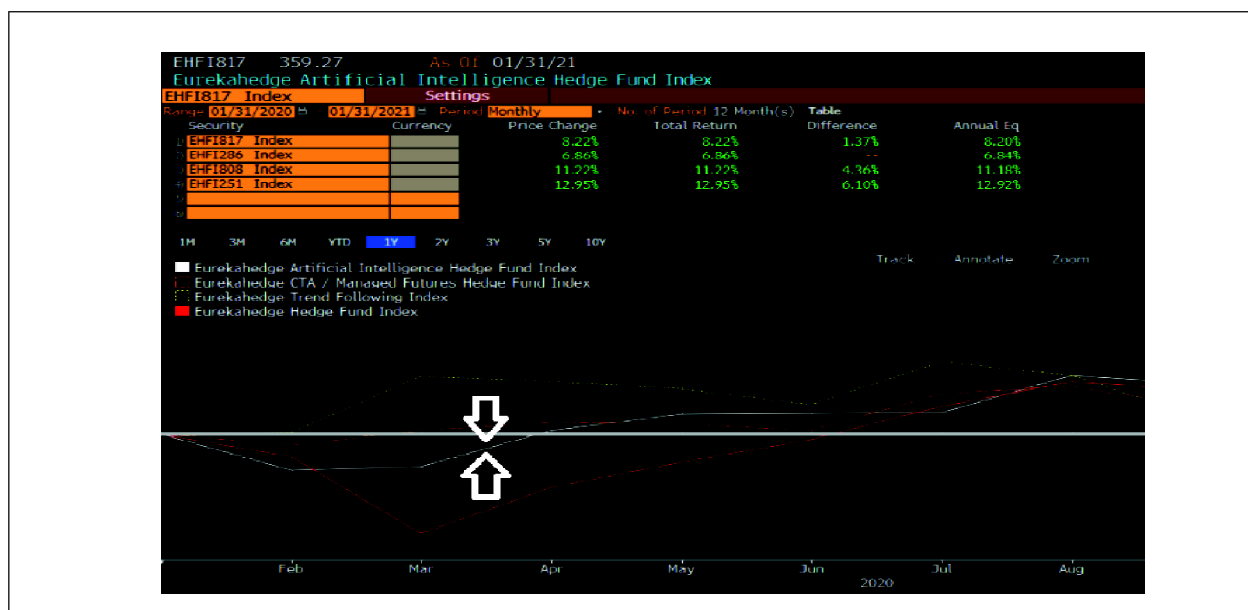 EHFI817 359.27 As Of 01/31/21
Eurekahedge Artificial Intelligence Hedge Fund Index
EHFI817 Index Settings
Range 01/31/2020 - 01/31/2021 Period Monthly No. of Period 12 Month(s) Table
Security Currency Price Change Total Return Difference Annual Eq
1) EHFI817 Index 8.22% 8.22% 1.37% 8.20%
2) EHFI286 Index 6.86% 6.86% -- 6.84%
3) EHFI808 Index 11.22% 11.22% 4.36% 11.18%
4) EHFI251 Index 12.95% 12.95% 6.10% 12.92%
5)
6)
1M 3M 6M YTD 1Y 2Y 3Y 5Y 10Y
Track Annotate Zoom
Eurekahedge Artificial Intelligence Hedge Fund Index
Eurekahedge CTA / Managed Futures Hedge Fund Index
Eurekahedge Trend Following Index
Eurekahedge Hedge Fund Index
Feb Mar Apr May Jun Jul Aug
2020